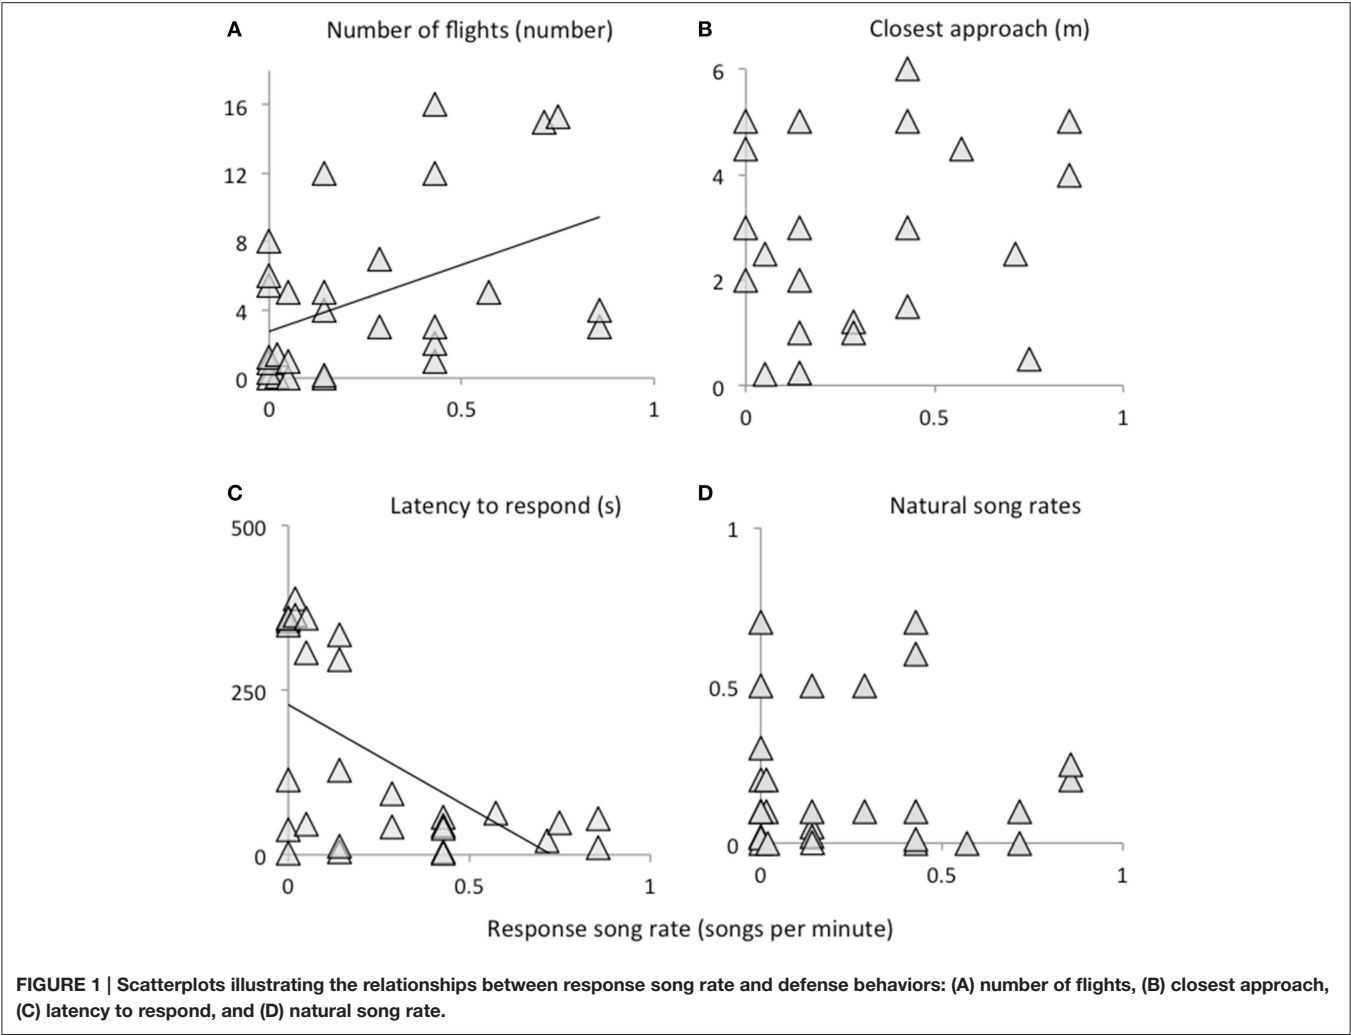 A Number of flights (number)
16
12
8
4
0
0 0.5 1
B Closest approach (m)
6
4
2
0
0 0.5 1
C Latency to respond (s)
500
250
0
0 0.5 1
D Natural song rates
1
0.5
0
0 0.5 1
Response song rate (songs per minute)
FIGURE 1 | Scatterplots illustrating the relationships between response song rate and defense behaviors: (A) number of flights, (B) closest approach,
(C) latency to respond, and (D) natural song rate.